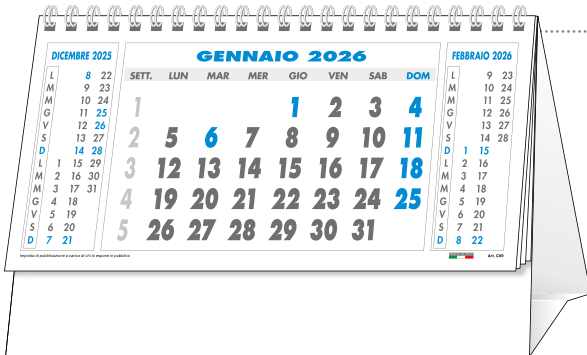 DICEMBRE 2025
L 8 22
M 9 23
M 10 24
G 11 25
V 12 26
S 13 27
D 14 28
L 1 15 29
M 2 16 30
M 3 17 31
G 4 18
V 5 19
S 6 20
D 7 21
GENNAIO 2026
SETT. LUN MAR MER GIO VEN SAB DOM
1 1 2 3 4
2 5 6 7 8 9 10 11
3 12 13 14 15 16 17 18
4 19 20 21 22 23 24 25
5 26 27 28 29 30 31
FEBBRAIO 2026
L 9 23
M 10 24
M 11 25
G 12 26
V 13 27
S 14 28
D 1 15
L 2 16
M 3 17
M 4 18
G 5 19
V 6 20
S 7 21
D 8 22
Imposta di pubblicazione a carico di chi lo espone in pubblico
Art. C69